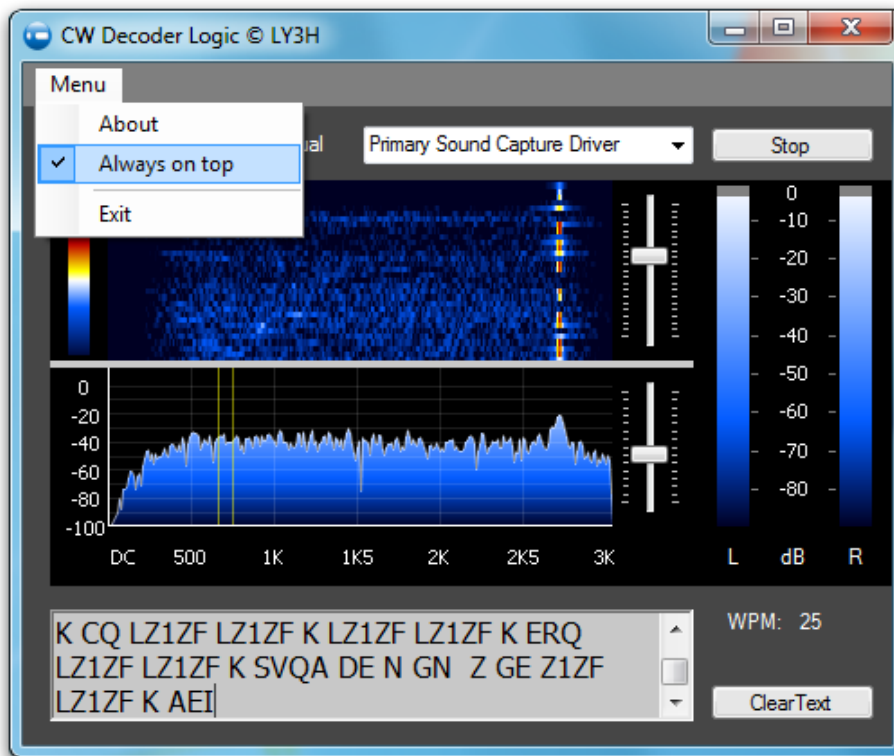 CW Decoder Logic © LY3H
Menu
About
Always on top
Exit
Primary Sound Capture Driver
Stop
0
-10
-20
-30
-40
-50
-60
-70
-80
L dB R
0
-20
-40
-60
-80
-100
DC 500 1K 1K5 2K 2K5 3K
K CQ LZ1ZF LZ1ZF K LZ1ZF LZ1ZF K ERQ
LZ1ZF LZ1ZF K SVQA DE N GN Z GE Z1ZF
LZ1ZF K AEI
WPM: 25
ClearText